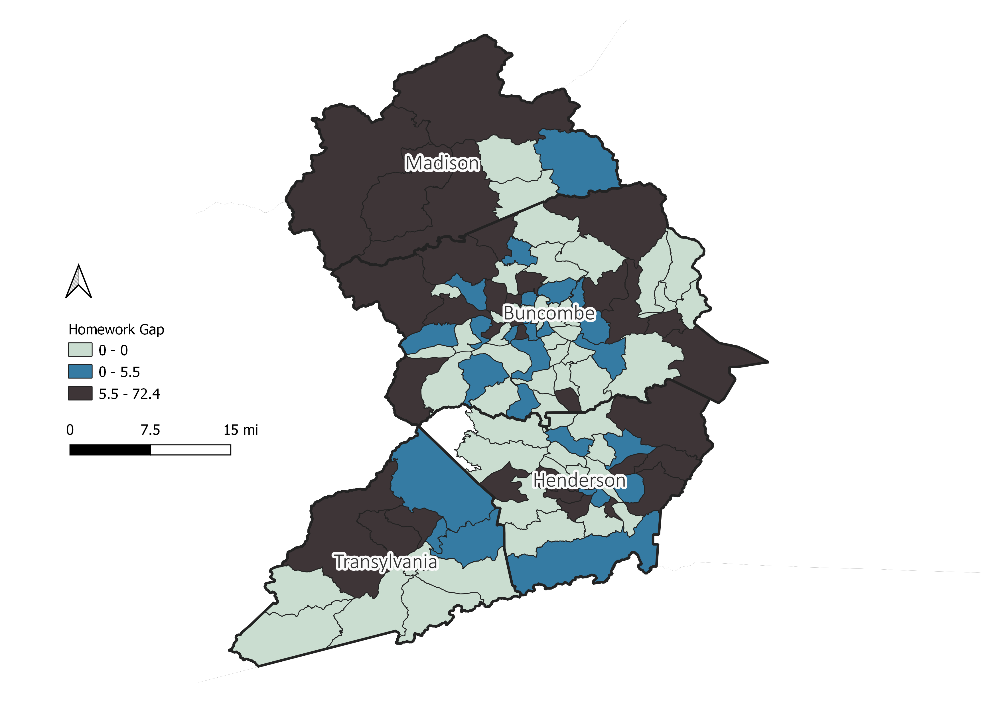 Madison
Buncombe
Homework Gap
0 - 0
0 - 5.5
5.5 - 72.4
0 7.5 15 mi
Henderson
Transylvania